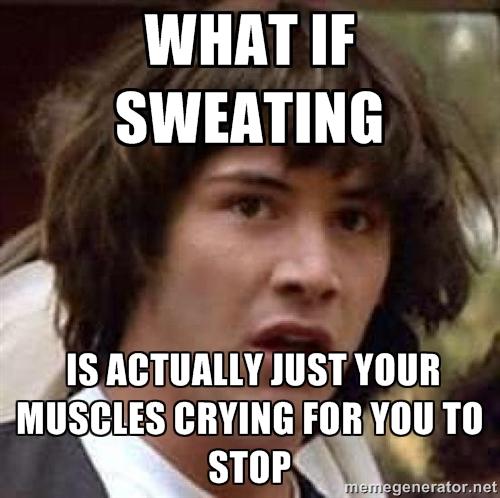 WHAT IF
SWEATING
IS ACTUALLY JUST YOUR
MUSCLES CRYING FOR YOU TO
STOP
memegenerator.net